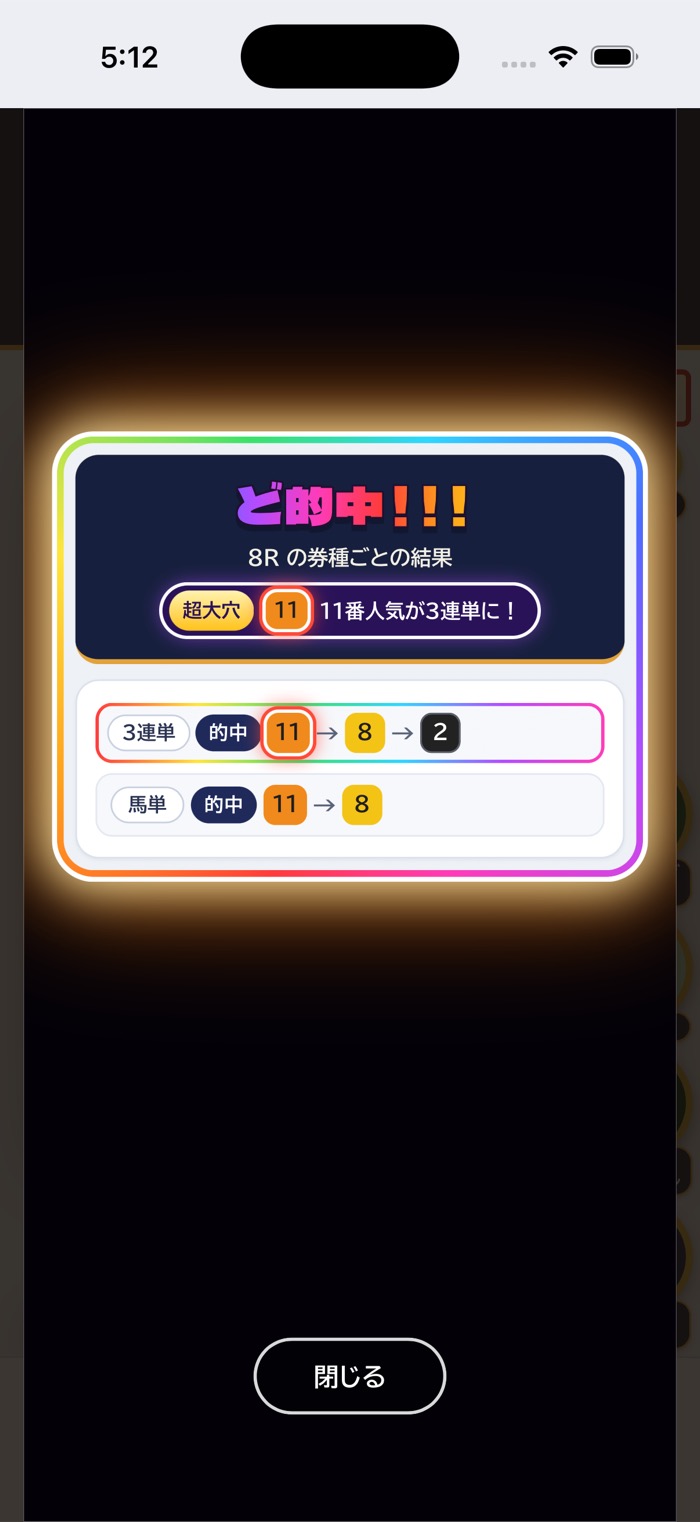 5:12
ど的中!!!
8R の券種ごとの結果
超大穴 11 11番人気が3連単に！
3連単 的中 11 → 8 → 2
馬単 的中 11 → 8
閉じる